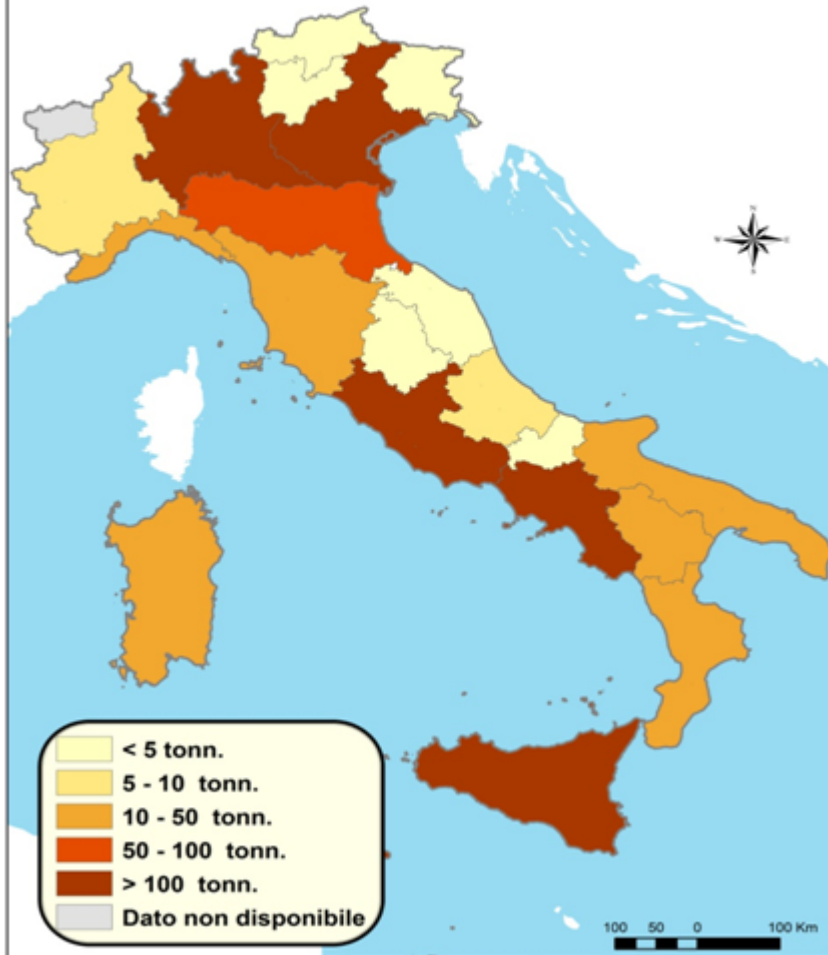 N
W E
S
< 5 tonn.
5 - 10 tonn.
10 - 50 tonn.
50 - 100 tonn.
> 100 tonn.
Dato non disponibile
100 50 0 100 Km